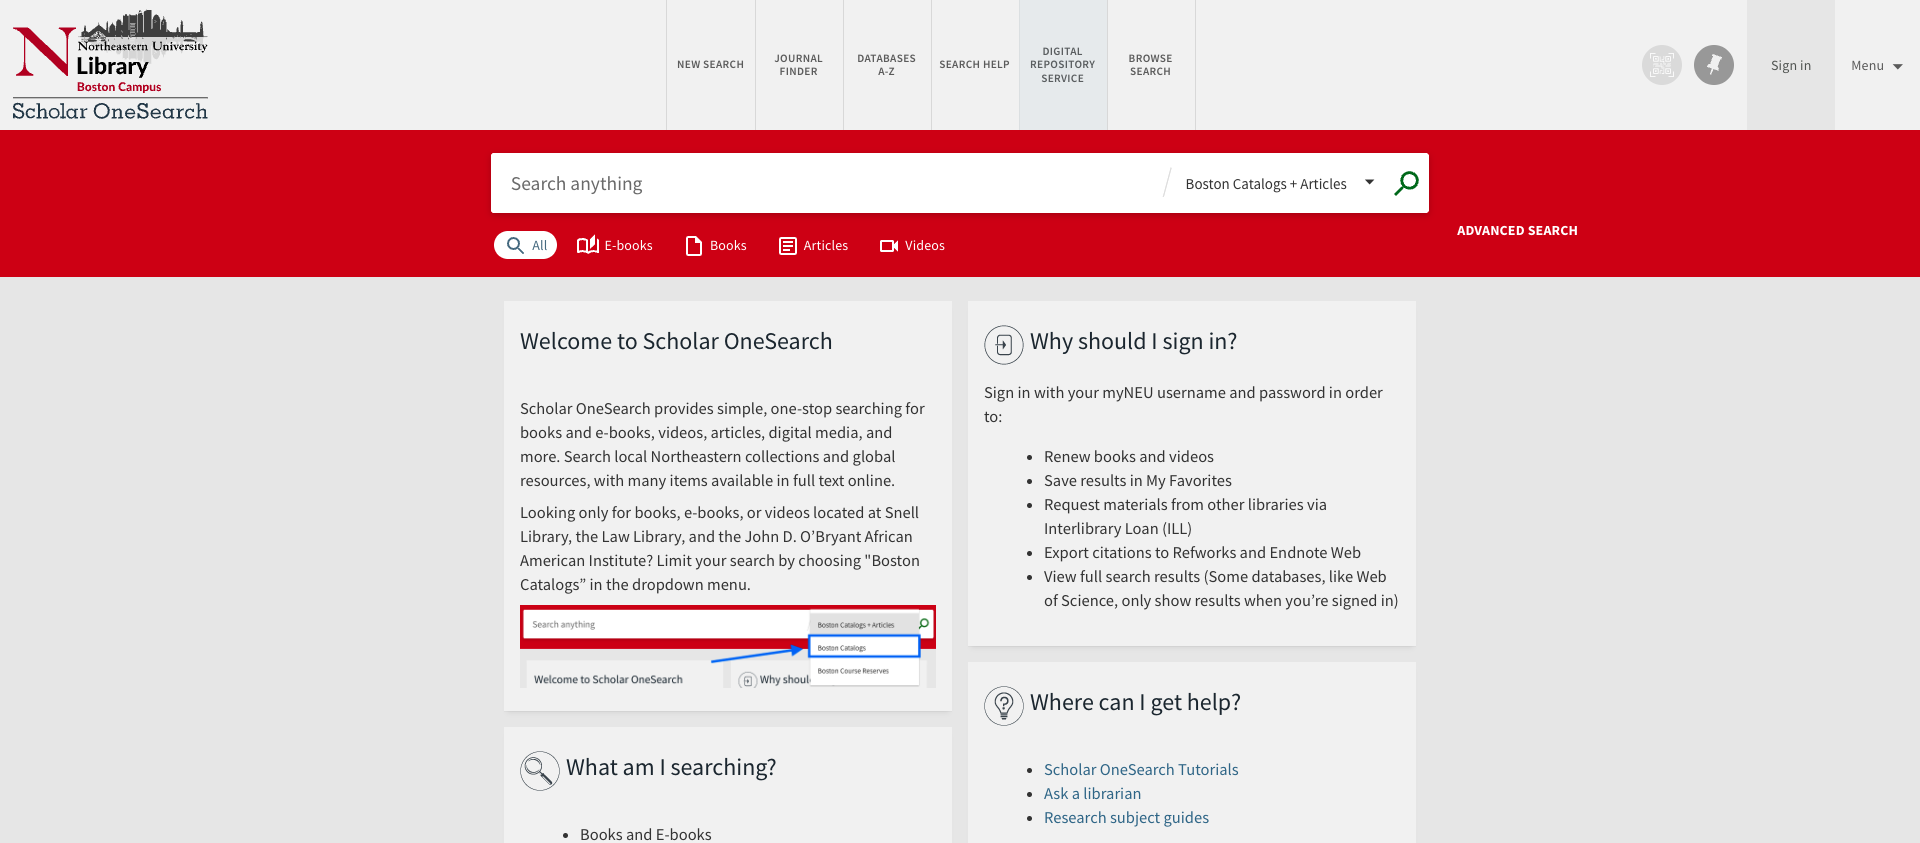 Northeastern University
Library
Boston Campus
Scholar OneSearch
NEW SEARCH
JOURNAL
FINDER
DATABASES
A-Z
SEARCH HELP
DIGITAL
REPOSITORY
SERVICE
BROWSE
SEARCH
Sign in
Menu
Search anything
Boston Catalogs + Articles
All
E-books
Books
Articles
Videos
ADVANCED SEARCH
Welcome to Scholar OneSearch
Scholar OneSearch provides simple, one-stop searching for
books and e-books, videos, articles, digital media, and
more. Search local Northeastern collections and global
resources, with many items available in full text online.
Looking only for books, e-books, or videos located at Snell
Library, the Law Library, and the John D. O’Bryant African
American Institute? Limit your search by choosing "Boston
Catalogs” in the dropdown menu.
Search anything
Boston Catalogs + Articles
Boston Catalogs
Boston Course Reserves
Welcome to Scholar OneSearch
Why
What am I searching?
• Books and E-books
Why should I sign in?
Sign in with your myNEU username and password in order
to:
• Renew books and videos
• Save results in My Favorites
• Request materials from other libraries via
Interlibrary Loan (ILL)
• Export citations to Refworks and Endnote Web
• View full search results (Some databases, like Web
of Science, only show results when you’re signed in)
Where can I get help?
• Scholar OneSearch Tutorials
• Ask a librarian
• Research subject guides